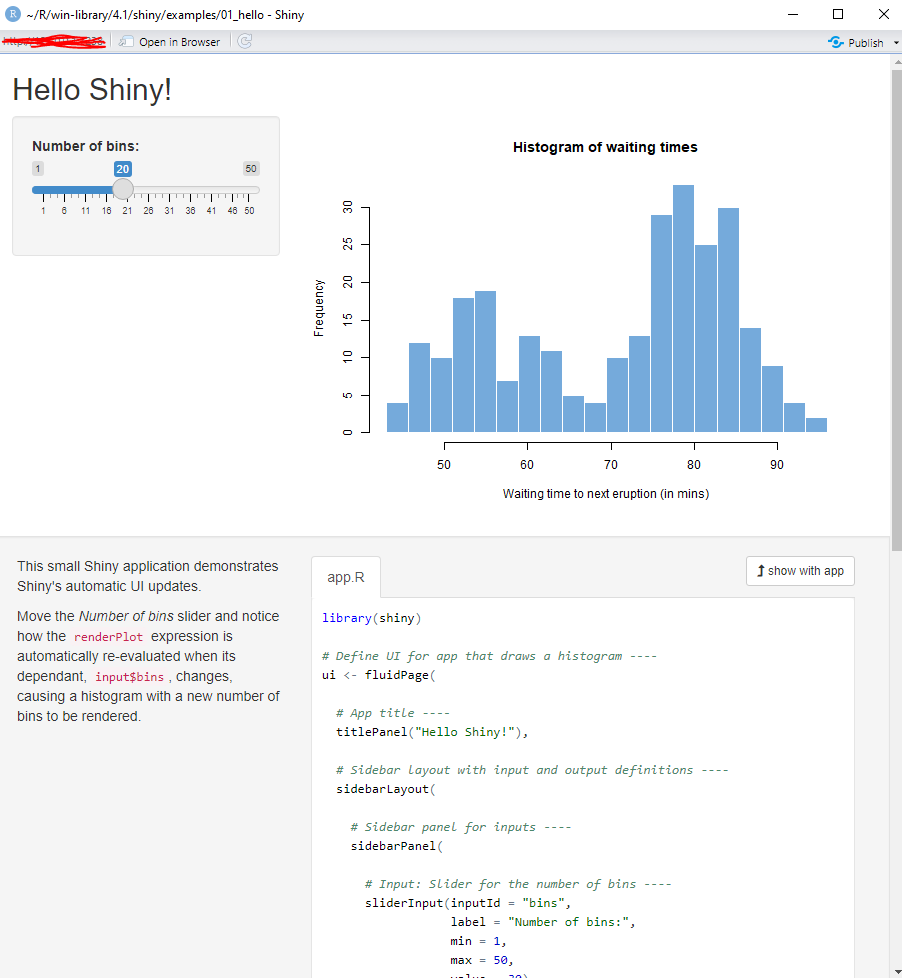 ~/R/win-library/4.1/shiny/examples/01_hello - Shiny
Open in Browser
Publish
Hello Shiny!
Number of bins:
1 20 50
1 6 11 16 21 26 31 36 41 46 50
Histogram of waiting times
Frequency
0 5 10 15 20 25 30
50 60 70 80 90
Waiting time to next eruption (in mins)
This small Shiny application demonstrates
Shiny's automatic UI updates.
Move the Number of bins slider and notice
how the renderPlot expression is
automatically re-evaluated when its
dependant, input$bins , changes,
causing a histogram with a new number of
bins to be rendered.
app.R
show with app
library(shiny)
# Define UI for app that draws a histogram ----
ui <- fluidPage(
# App title ----
titlePanel("Hello Shiny!"),
# Sidebar layout with input and output definitions ----
sidebarLayout(
# Sidebar panel for inputs ----
sidebarPanel(
# Input: Slider for the number of bins ----
sliderInput(inputId = "bins",
label = "Number of bins:",
min = 1,
max = 50,